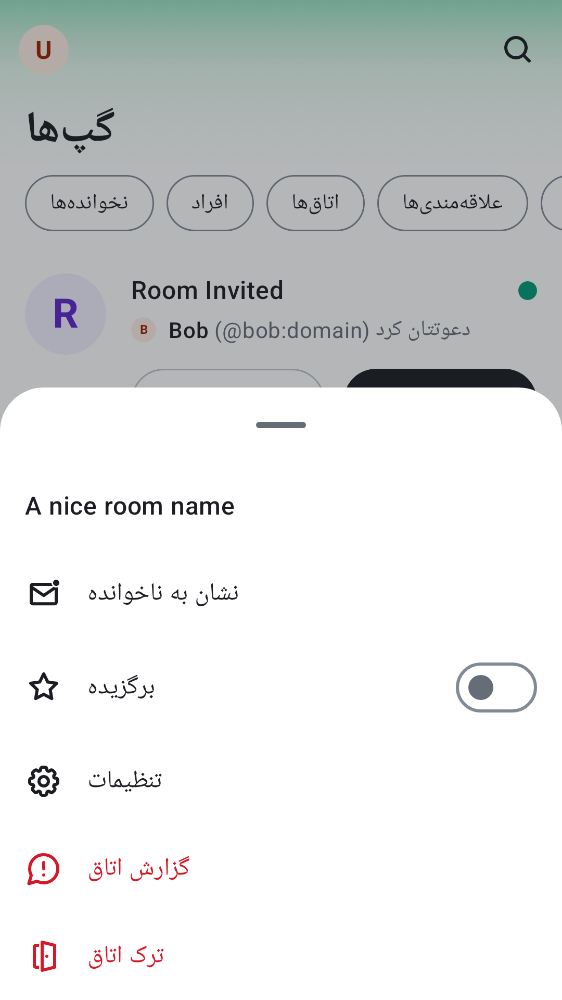 U
گپ‌ها
نخوانده‌ها
افراد
اتاق‌ها
علاقه‌مندی‌ها
R
Room Invited
B
Bob (@bob:domain) دعوتتان کرد
A nice room name
نشان به ناخوانده
برگزیده
تنظیمات
گزارش اتاق
ترک اتاق